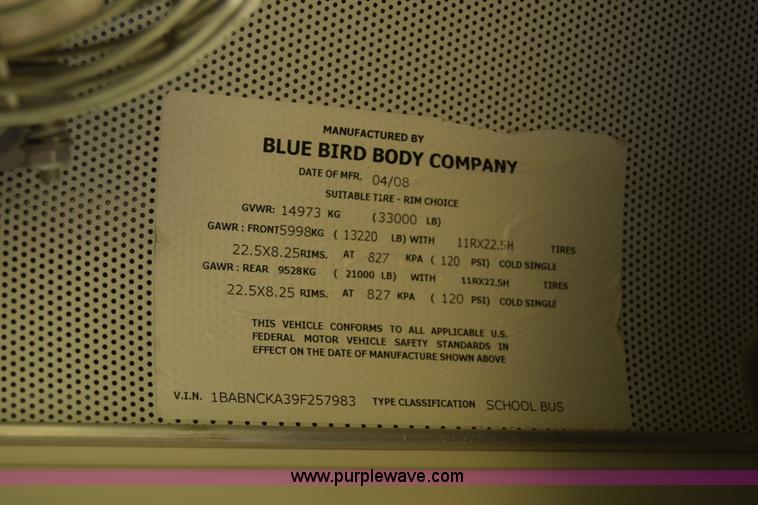 MANUFACTURED BY
BLUE BIRD BODY COMPANY
DATE OF MFR. 04/08
SUITABLE TIRE - RIM CHOICE
GVWR: 14973 KG (33000 LB)
GAWR : FRONT5998KG ( 13220 LB) WITH 11RX22.5H TIRES
22.5X8.25RIMS. AT 827 KPA ( 120 PSI) COLD SINGLE
GAWR : REAR 9528KG ( 21000 LB) WITH 11RX22.5H TIRES
22.5X8.25 RIMS. AT 827 KPA ( 120 PSI) COLD SINGLE
THIS VEHICLE CONFORMS TO ALL APPLICABLE U.S.
FEDERAL MOTOR VEHICLE SAFETY STANDARDS IN
EFFECT ON THE DATE OF MANUFACTURE SHOWN ABOVE
V.I.N. 1BABNCKA39F257983 TYPE CLASSIFICATION SCHOOL BUS
www.purplewave.com